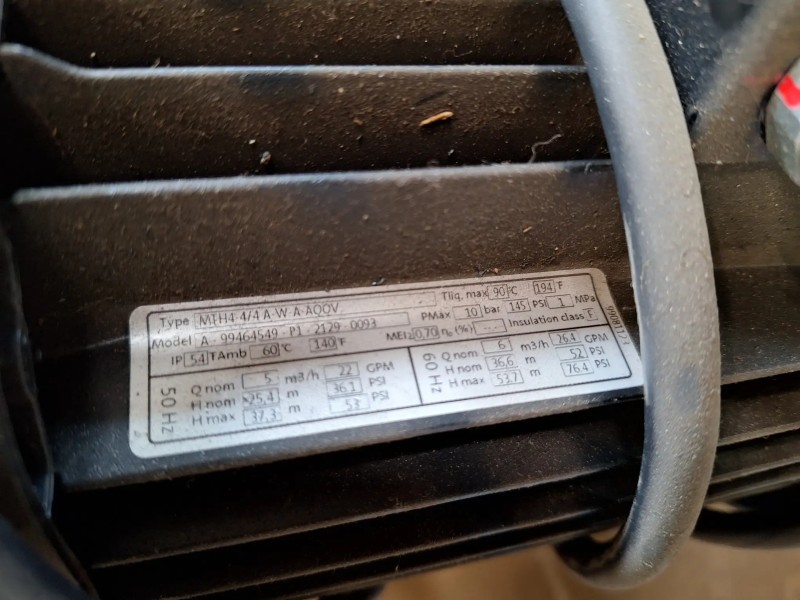 Type MTH4 4/4 A-W-A-AQQV Tliq. max 90 °C 194 F
Model A - 99464549 - P1 - 2129 - 0093 PMax 10 bar 145 PSI 1 MPa
IP 54 TAmb 60 °C 140 F MEI≥ 0,70 ηp (%) -.- Insulation class F
50 Hz
Q nom 5 m3/h 22 GPM
H nom 25,4 m 36.1 PSI
H max 37,3 m 53 PSI
60 Hz
Q nom 6 m3/h 26.4 GPM
H nom 36,6 m 52 PSI
H max 53,7 m 76.4 PSI